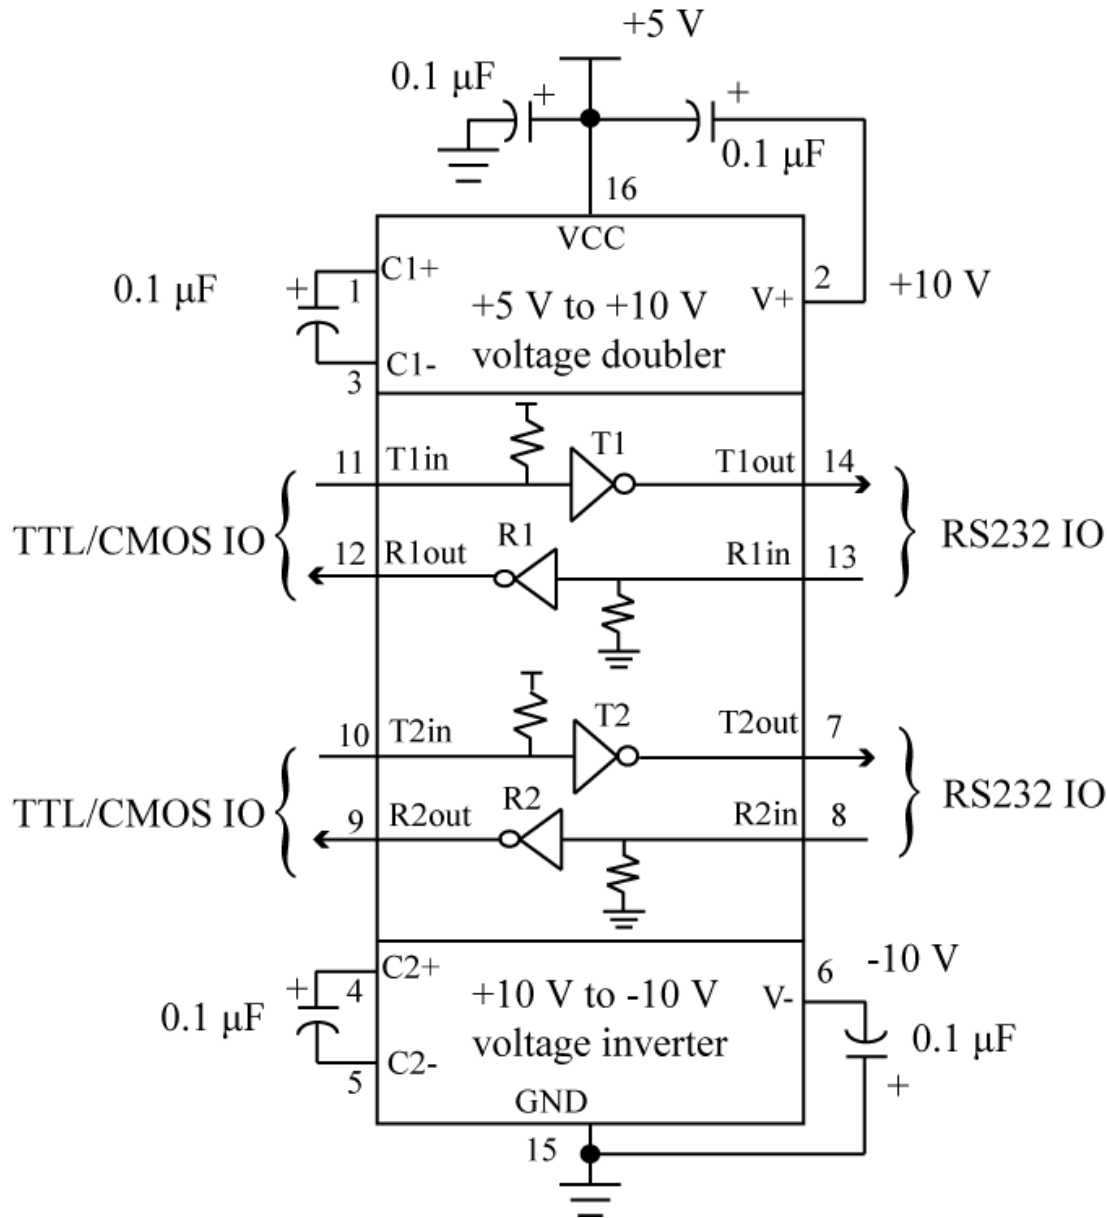 +5 V
0.1 μF
+
+
0.1 μF
16
VCC
0.1 μF
+
1
C1+
2
+10 V
V+
+5 V to +10 V
voltage doubler
C1-
3
T1
11
T1in
T1out
14
TTL/CMOS IO
RS232 IO
12
R1out
R1
R1in
13
T2
10
T2in
T2out
7
TTL/CMOS IO
RS232 IO
9
R2out
R2
R2in
8
C2+
+
4
0.1 μF
6
-10 V
+10 V to -10 V
voltage inverter
V-
0.1 μF
+
C2-
5
GND
15